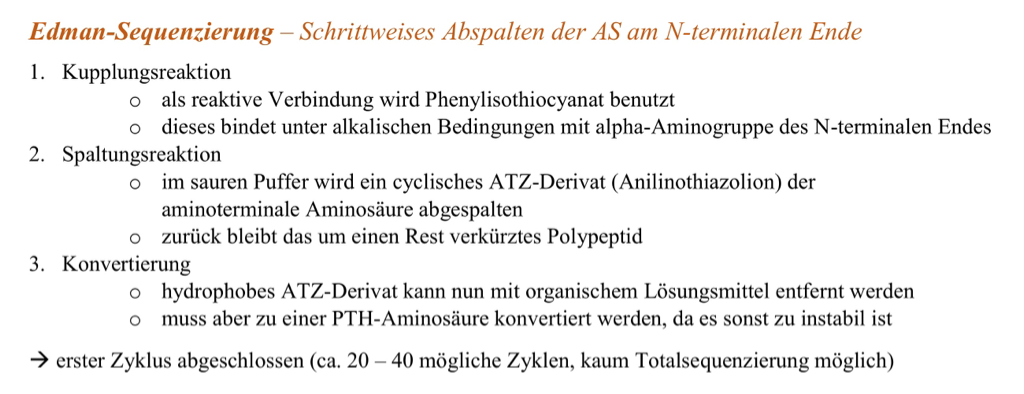 Edman-Sequenzierung – Schrittweises Abspalten der AS am N-terminalen Ende
1. Kupplungsreaktion
o als reaktive Verbindung wird Phenylisothiocyanat benutzt
o dieses bindet unter alkalischen Bedingungen mit alpha-Aminogruppe des N-terminalen Endes
2. Spaltungsreaktion
o im sauren Puffer wird ein cyclisches ATZ-Derivat (Anilinothiazolion) der
aminoterminale Aminosäure abgespalten
o zurück bleibt das um einen Rest verkürztes Polypeptid
3. Konvertierung
o hydrophobes ATZ-Derivat kann nun mit organischem Lösungsmittel entfernt werden
o muss aber zu einer PTH-Aminosäure konvertiert werden, da es sonst zu instabil ist
→ erster Zyklus abgeschlossen (ca. 20 – 40 mögliche Zyklen, kaum Totalsequenzierung möglich)